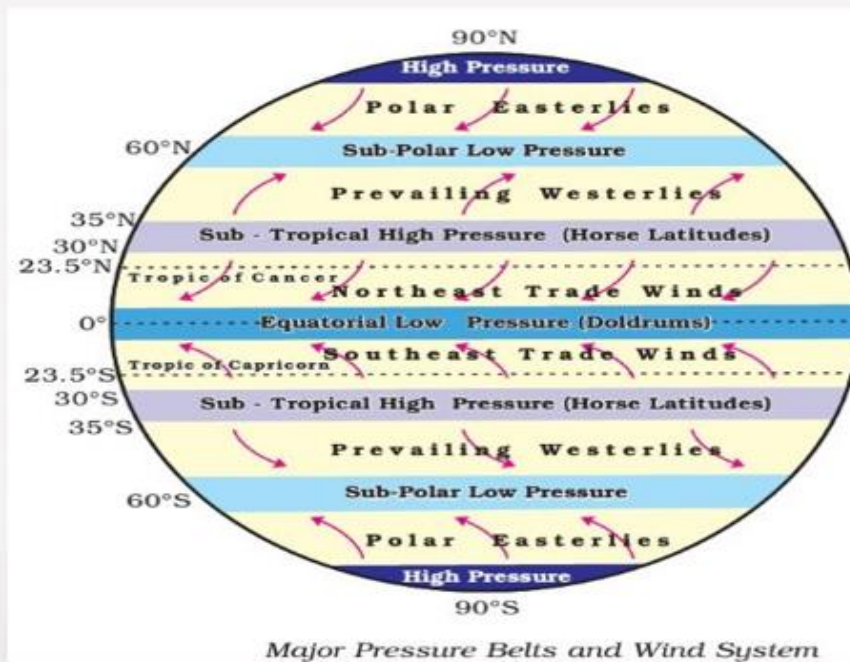 90°N
High Pressure
Polar Easterlies
60°N
Sub-Polar Low Pressure
Prevailing Westerlies
35°N
Sub - Tropical High Pressure (Horse Latitudes)
30°N
23.5°N
Tropic of Cancer
Northeast Trade Winds
0°
Equatorial Low Pressure (Doldrums)
Southeast Trade Winds
Tropic of Capricorn
23.5°S
30°S
Sub - Tropical High Pressure (Horse Latitudes)
35°S
Prevailing Westerlies
60°S
Sub-Polar Low Pressure
Polar Easterlies
High Pressure
90°S
Major Pressure Belts and Wind System